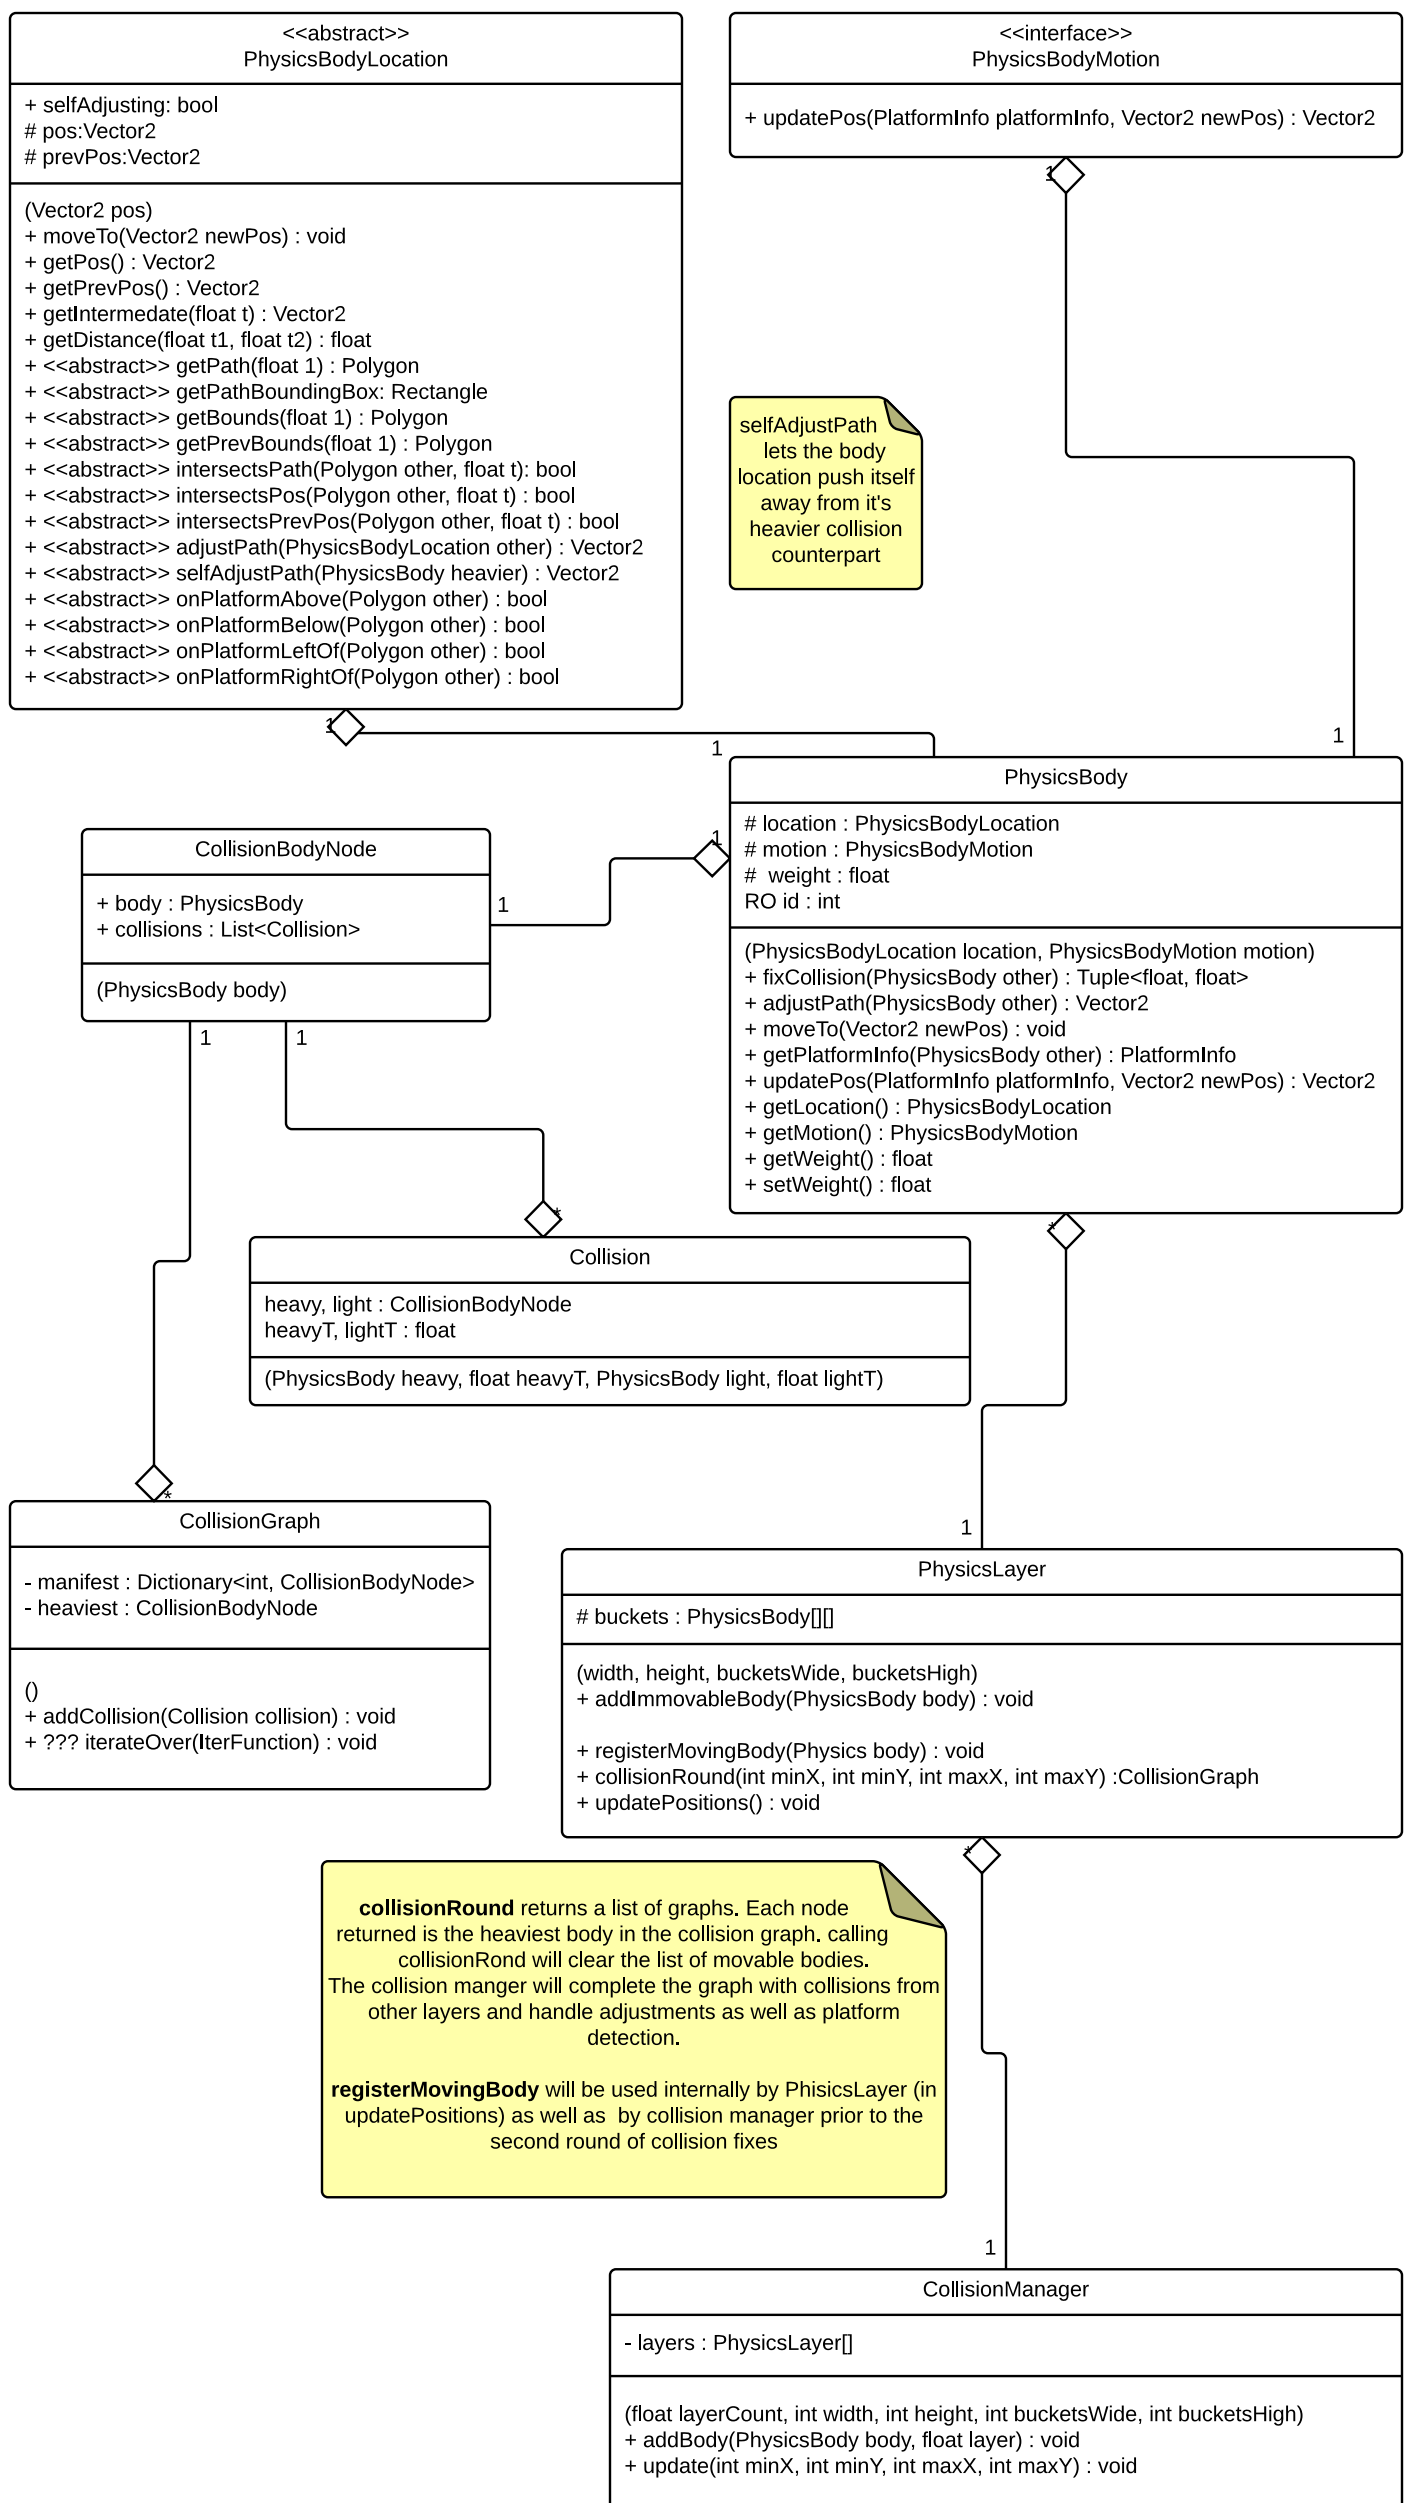 <<abstract>>
PhysicsBodyLocation
+ selfAdjusting: bool
# pos:Vector2
# prevPos:Vector2
(Vector2 pos)
+ moveTo(Vector2 newPos) : void
+ getPos() : Vector2
+ getPrevPos() : Vector2
+ getIntermedate(float t) : Vector2
+ getDistance(float t1, float t2) : float
+ <<abstract>> getPath(float 1) : Polygon
+ <<abstract>> getPathBoundingBox: Rectangle
+ <<abstract>> getBounds(float 1) : Polygon
+ <<abstract>> getPrevBounds(float 1) : Polygon
+ <<abstract>> intersectsPath(Polygon other, float t): bool
+ <<abstract>> intersectsPos(Polygon other, float t) : bool
+ <<abstract>> intersectsPrevPos(Polygon other, float t) : bool
+ <<abstract>> adjustPath(PhysicsBodyLocation other) : Vector2
+ <<abstract>> selfAdjustPath(PhysicsBody heavier) : Vector2
+ <<abstract>> onPlatformAbove(Polygon other) : bool
+ <<abstract>> onPlatformBelow(Polygon other) : bool
+ <<abstract>> onPlatformLeftOf(Polygon other) : bool
+ <<abstract>> onPlatformRightOf(Polygon other) : bool
<<interface>>
PhysicsBodyMotion
+ updatePos(PlatformInfo platformInfo, Vector2 newPos) : Vector2
1
selfAdjustPath
lets the body
location push itself
away from it's
heavier collision
counterpart
1
1
1
PhysicsBody
# location : PhysicsBodyLocation
# motion : PhysicsBodyMotion
#  weight : float
RO id : int
(PhysicsBodyLocation location, PhysicsBodyMotion motion)
+ fixCollision(PhysicsBody other) : Tuple<float, float>
+ adjustPath(PhysicsBody other) : Vector2
+ moveTo(Vector2 newPos) : void
+ getPlatformInfo(PhysicsBody other) : PlatformInfo
+ updatePos(PlatformInfo platformInfo, Vector2 newPos) : Vector2
+ getLocation() : PhysicsBodyLocation
+ getMotion() : PhysicsBodyMotion
+ getWeight() : float
+ setWeight() : float
1
1
CollisionBodyNode
+ body : PhysicsBody
+ collisions : List<Collision>
(PhysicsBody body)
1
1
*
*
Collision
heavy, light : CollisionBodyNode
heavyT, lightT : float
(PhysicsBody heavy, float heavyT, PhysicsBody light, float lightT)
*
CollisionGraph
- manifest : Dictionary<int, CollisionBodyNode>
- heaviest : CollisionBodyNode
()
+ addCollision(Collision collision) : void
+ ??? iterateOver(IterFunction) : void
1
PhysicsLayer
# buckets : PhysicsBody[][]
(width, height, bucketsWide, bucketsHigh)
+ addImmovableBody(PhysicsBody body) : void
+ registerMovingBody(Physics body) : void
+ collisionRound(int minX, int minY, int maxX, int maxY) :CollisionGraph
+ updatePositions() : void
*
collisionRound returns a list of graphs. Each node
returned is the heaviest body in the collision graph. calling
collisionRond will clear the list of movable bodies.
The collision manger will complete the graph with collisions from
other layers and handle adjustments as well as platform
detection.
registerMovingBody will be used internally by PhisicsLayer (in
updatePositions) as well as  by collision manager prior to the
second round of collision fixes
1
CollisionManager
- layers : PhysicsLayer[]
(float layerCount, int width, int height, int bucketsWide, int bucketsHigh)
+ addBody(PhysicsBody body, float layer) : void
+ update(int minX, int minY, int maxX, int maxY) : void